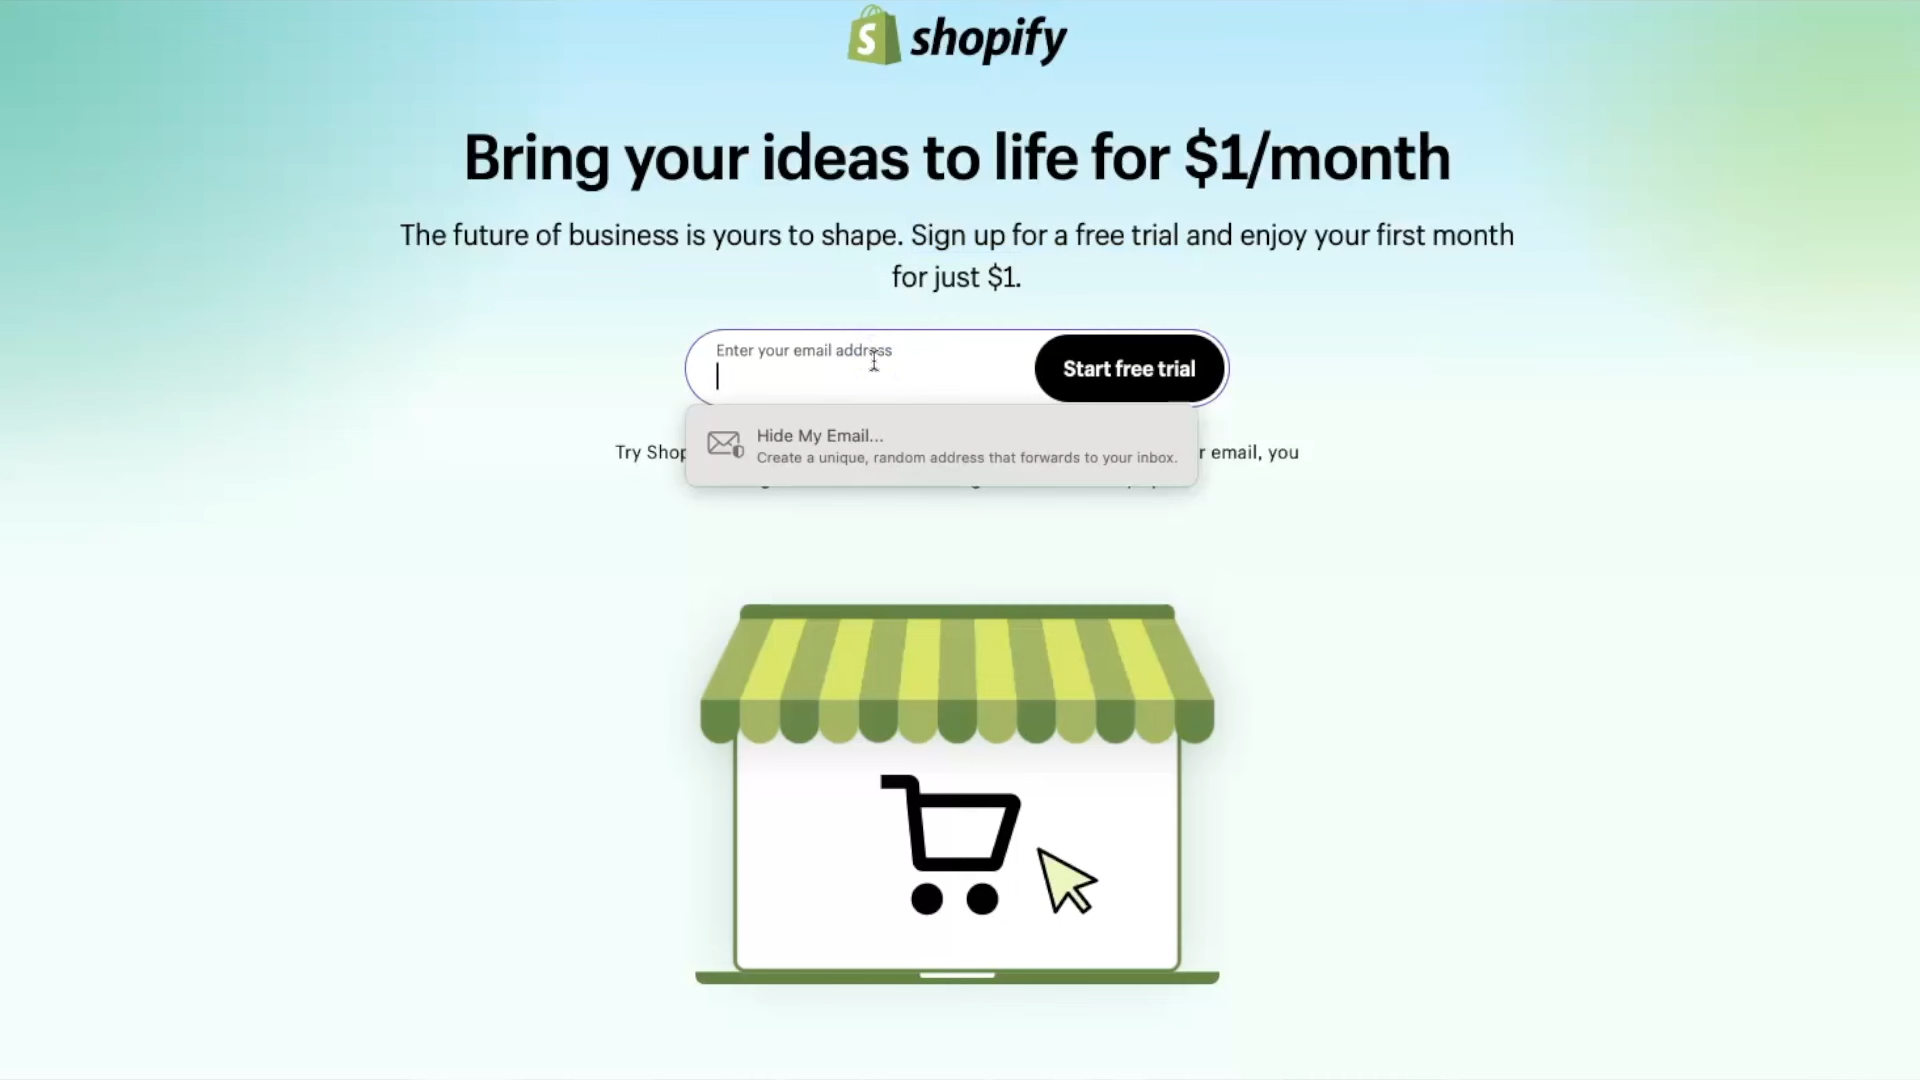 shopify
Bring your ideas to life for $1/month
The future of business is yours to shape. Sign up for a free trial and enjoy your first month
for just $1.
Enter your email address
Start free trial
Hide My Email...
Create a unique, random address that forwards to your inbox.
Try Shop
email, you